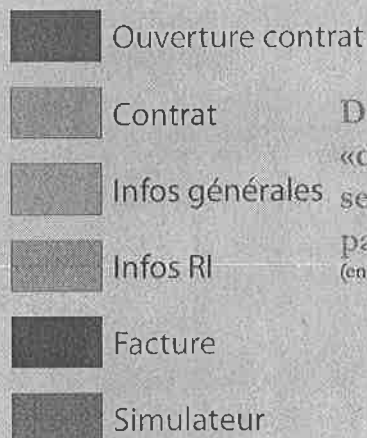 Ouverture contrat
Contrat
Infos générales
Infos RI
Facture
Simulateur